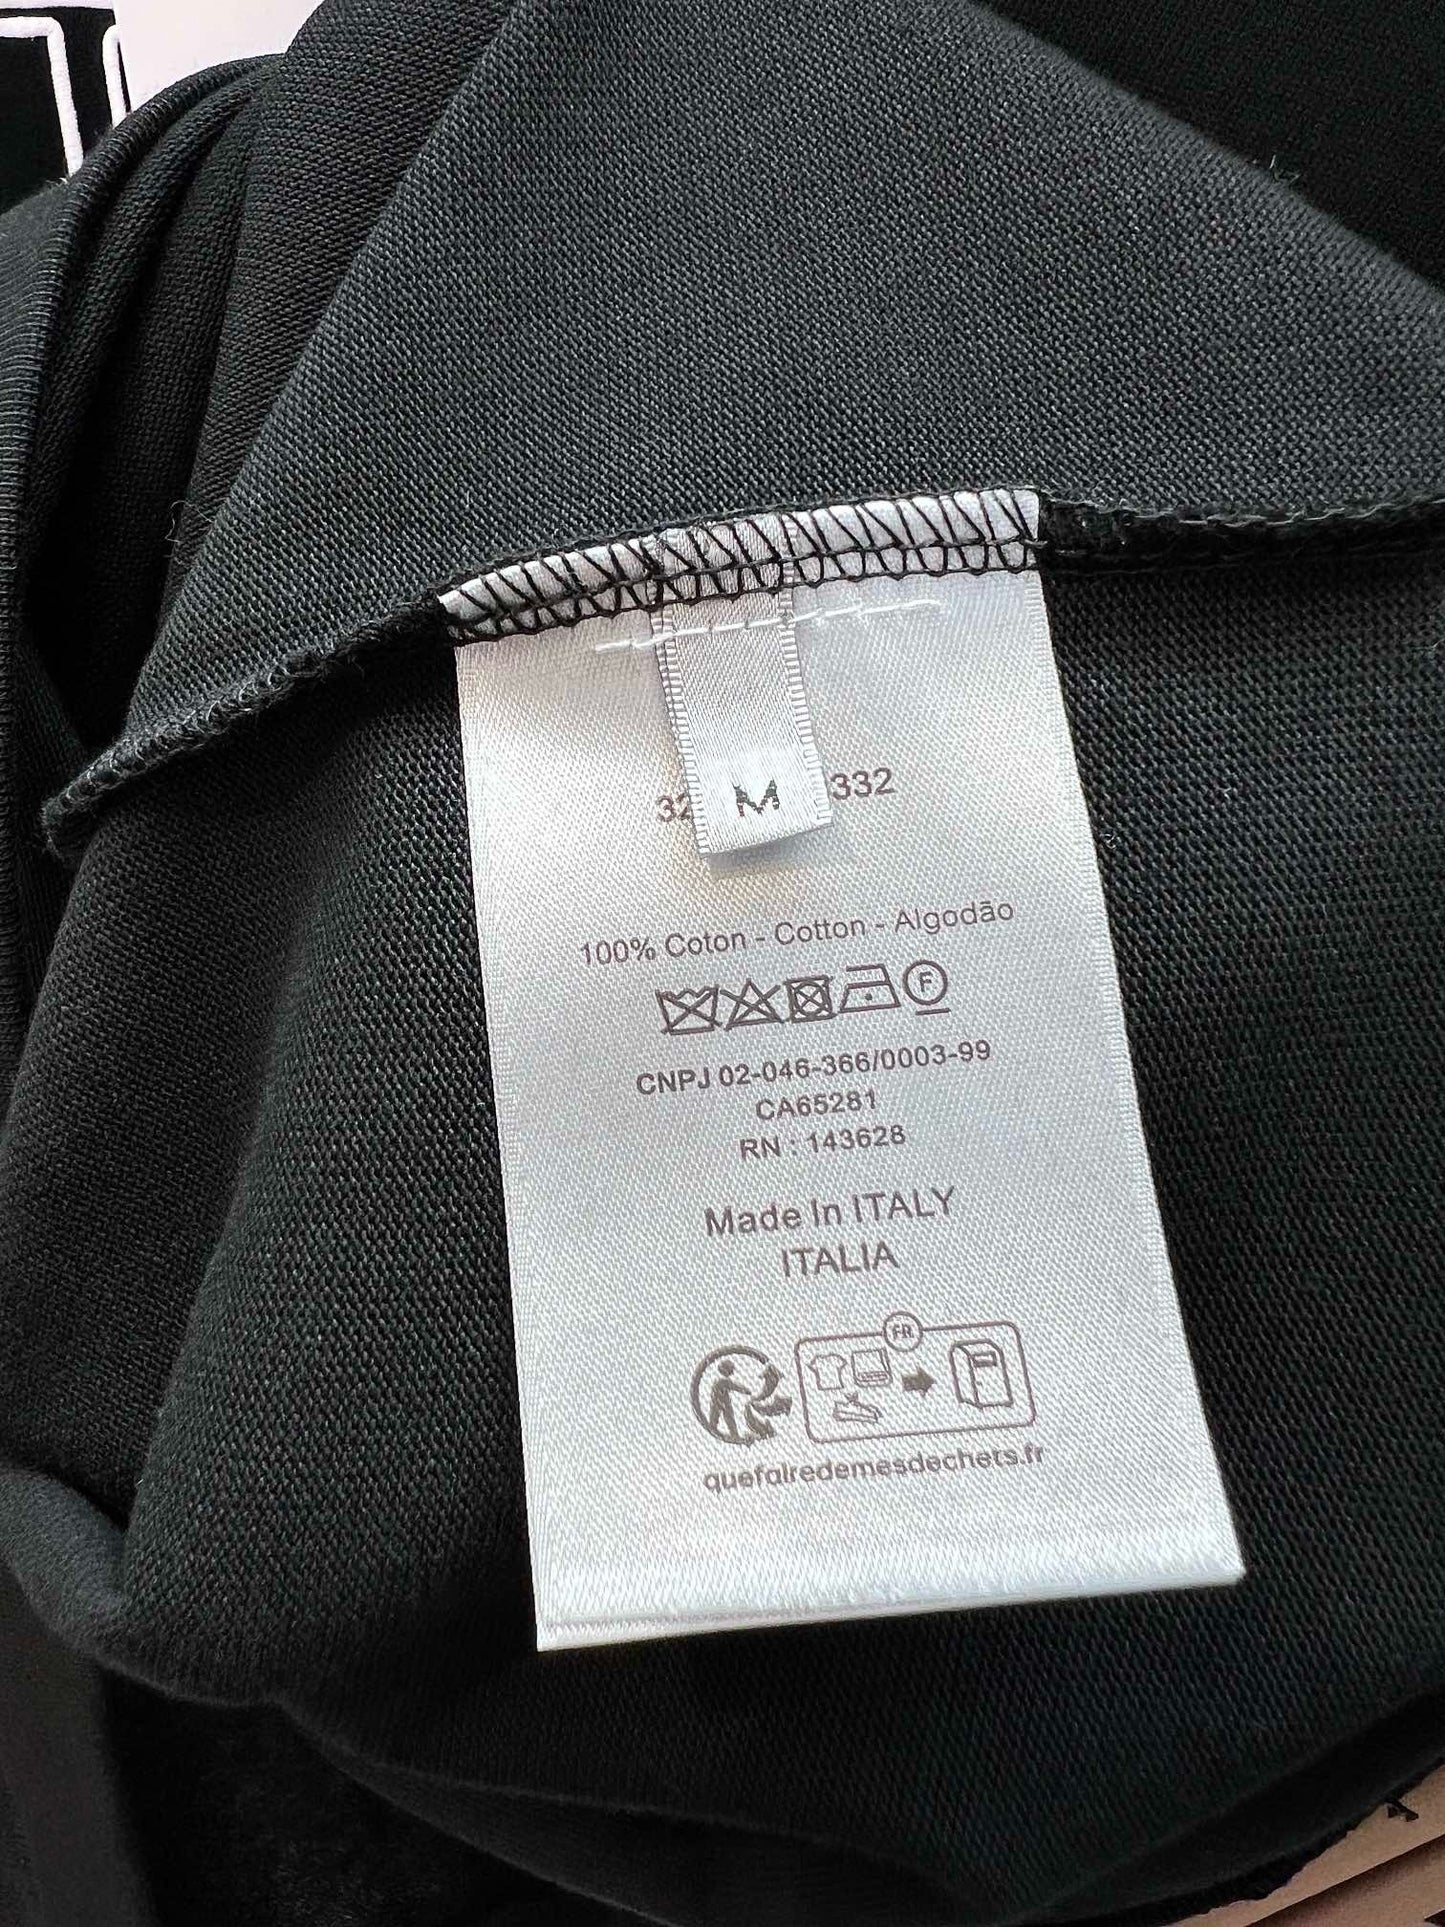 M
32 332
100% Coton - Cotton - Algodão
F
CNPJ 02-046-366/0003-99
CA65281
RN : 143628
Made In ITALY
ITALIA
FR
quefairedemesdechets.fr